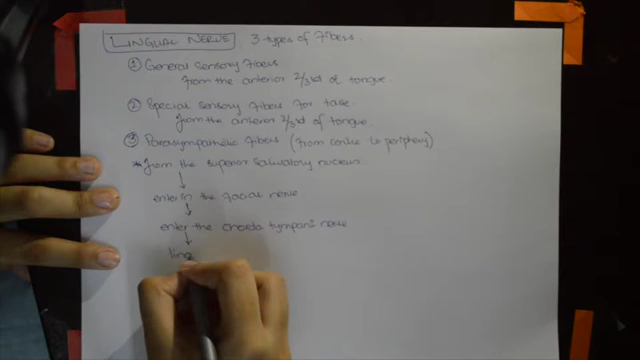 LINGUAL NERVE 3 types of Fibers.
① General Sensory Fibers
From the anterior 2/3rd of tongue.
② Special Sensory Fibers For taste
From the anterior 2/3rd of tongue.
③ Parasympathetic Fibers (From centre to periphery)
* From the superior salivatory nucleus
↓
enter in the Facial nerve
↓
enter the chorda tympani nerve
↓
ling